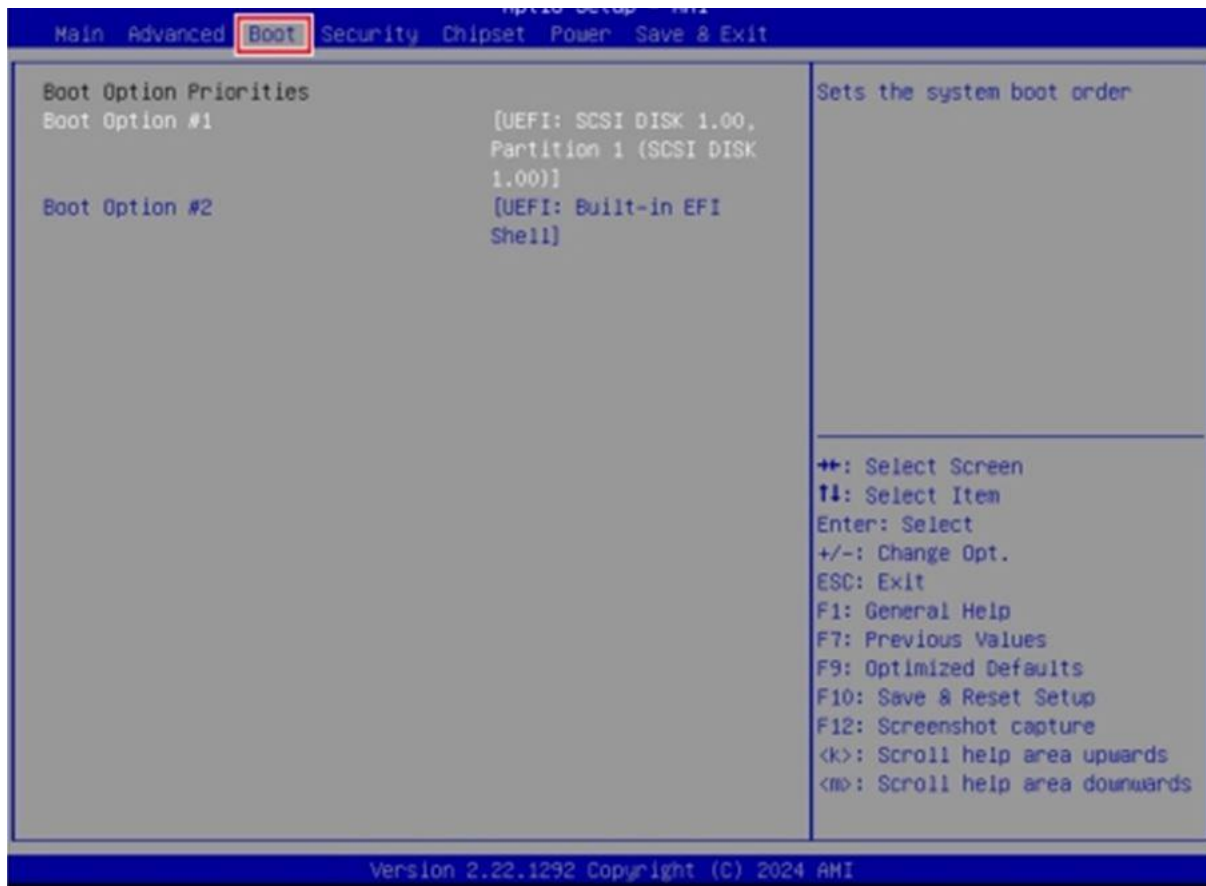 Aptio Setup - AMI
Main Advanced Boot Security Chipset Power Save & Exit
Boot Option Priorities
Boot Option #1 [UEFI: SCSI DISK 1.00,
Partition 1 (SCSI DISK
1.00)]
Boot Option #2 [UEFI: Built-in EFI
Shell]
Sets the system boot order
→←: Select Screen
↑↓: Select Item
Enter: Select
+/-: Change Opt.
ESC: Exit
F1: General Help
F7: Previous Values
F9: Optimized Defaults
F10: Save & Reset Setup
F12: Screenshot capture
<k>: Scroll help area upwards
<m>: Scroll help area downwards
Version 2.22.1292 Copyright (C) 2024 AMI